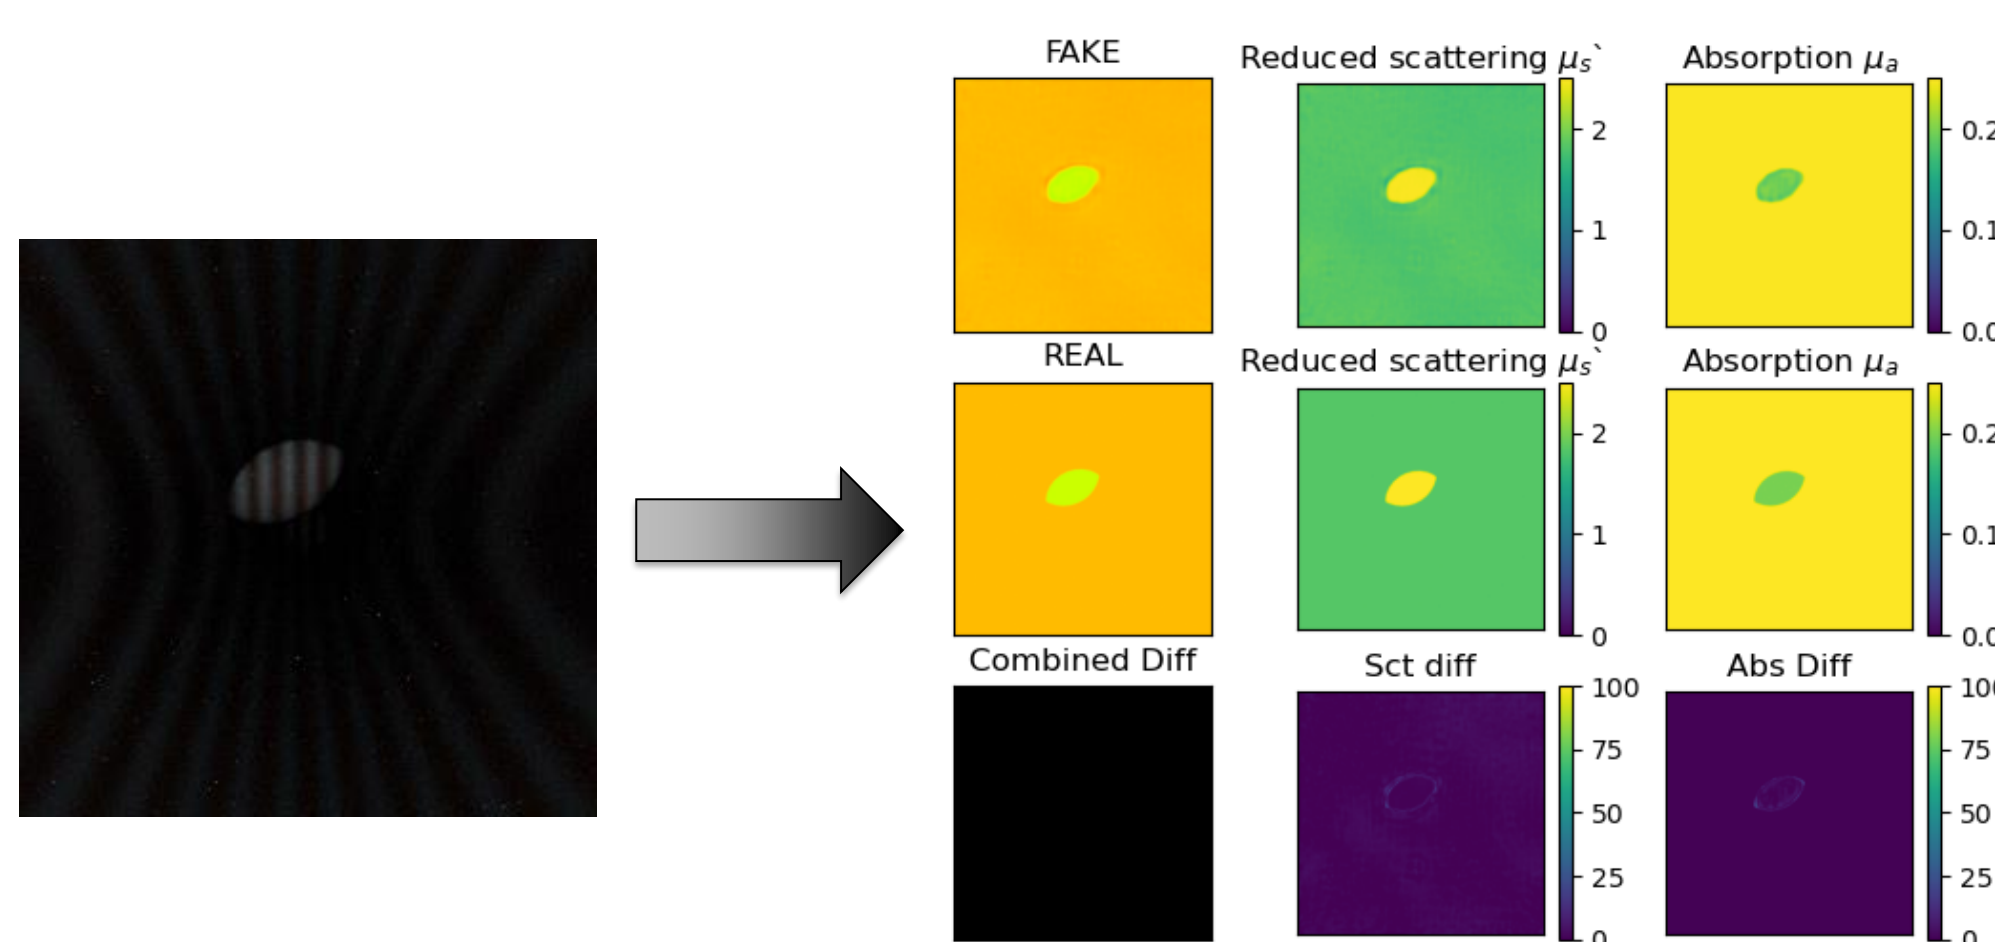 FAKE
Reduced scattering μs`
Absorption μa
2
1
0
0.2
0.1
0.0
REAL
Reduced scattering μs`
Absorption μa
2
1
0
0.2
0.1
0.0
Combined Diff
Sct diff
Abs Diff
100
75
50
25
0
100
75
50
25
0